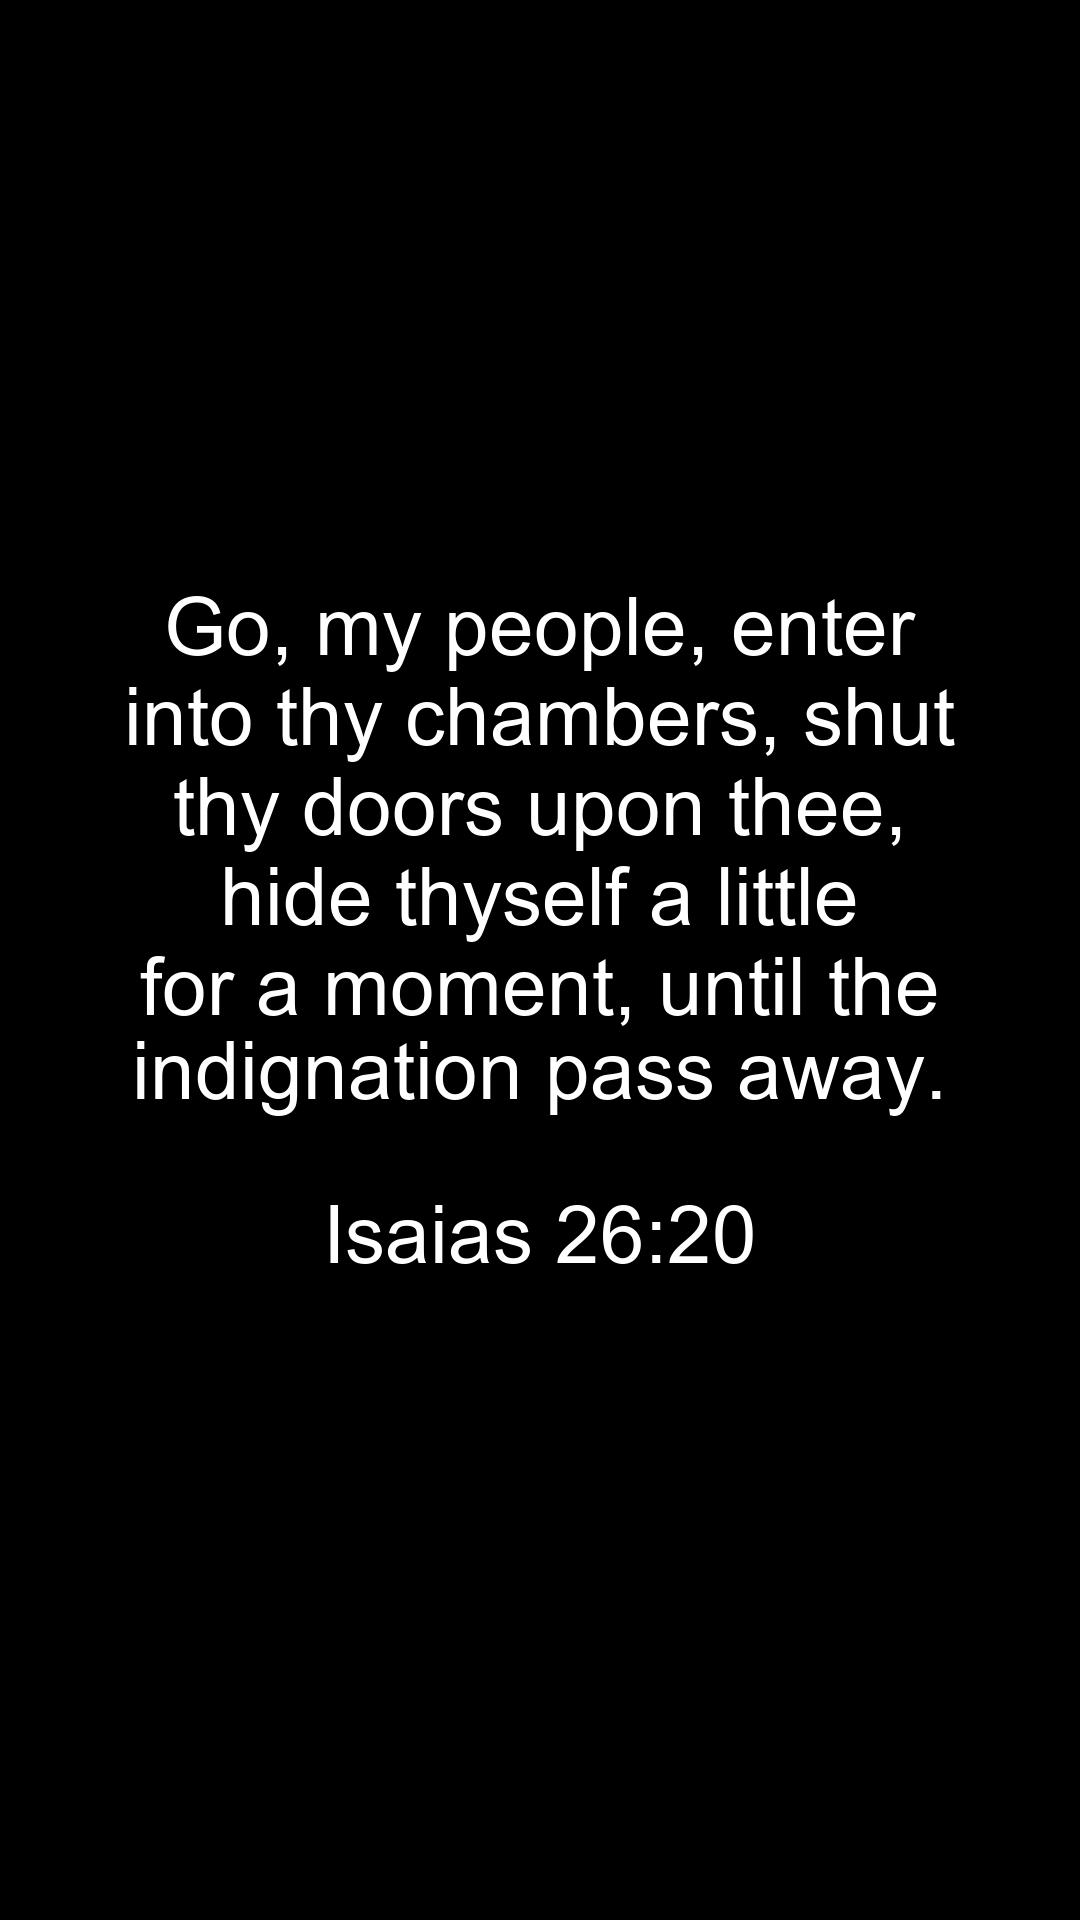 Go, my people, enter
into thy chambers, shut
thy doors upon thee,
hide thyself a little
for a moment, until the
indignation pass away.
Isaias 26:20